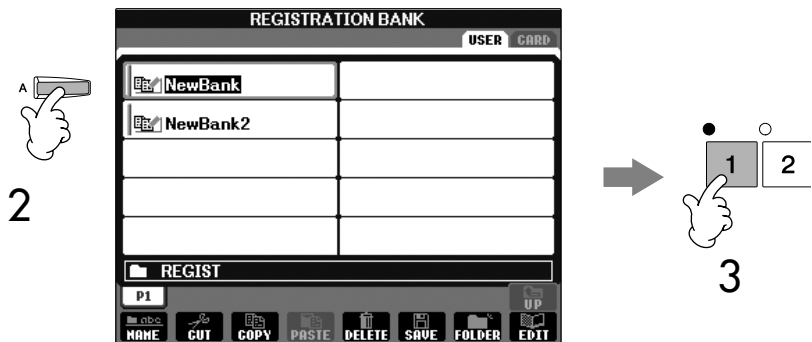 REGISTRATION BANK
USER CARD
A
NewBank
NewBank2
2
1 2
3
REGIST
P1
UP
abc
NAME CUT COPY PASTE DELETE SAVE FOLDER EDIT